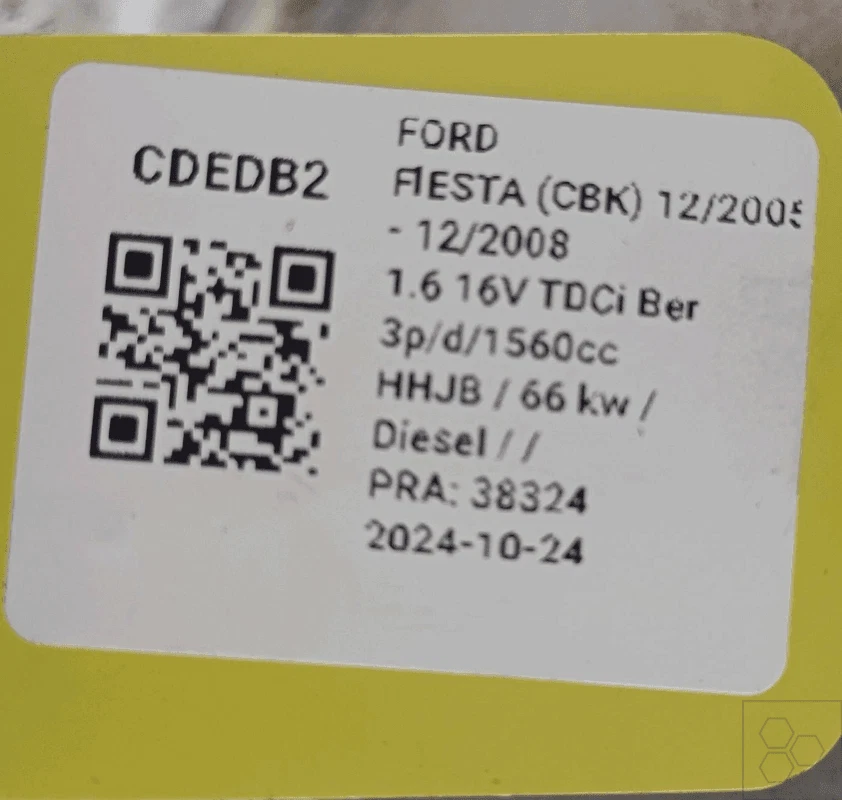 CDEDB2
FORD
FIESTA (CBK) 12/2005
- 12/2008
1.6 16V TDCi Ber
3p/d/1560cc
HHJB / 66 kw /
Diesel / /
PRA: 38324
2024-10-24